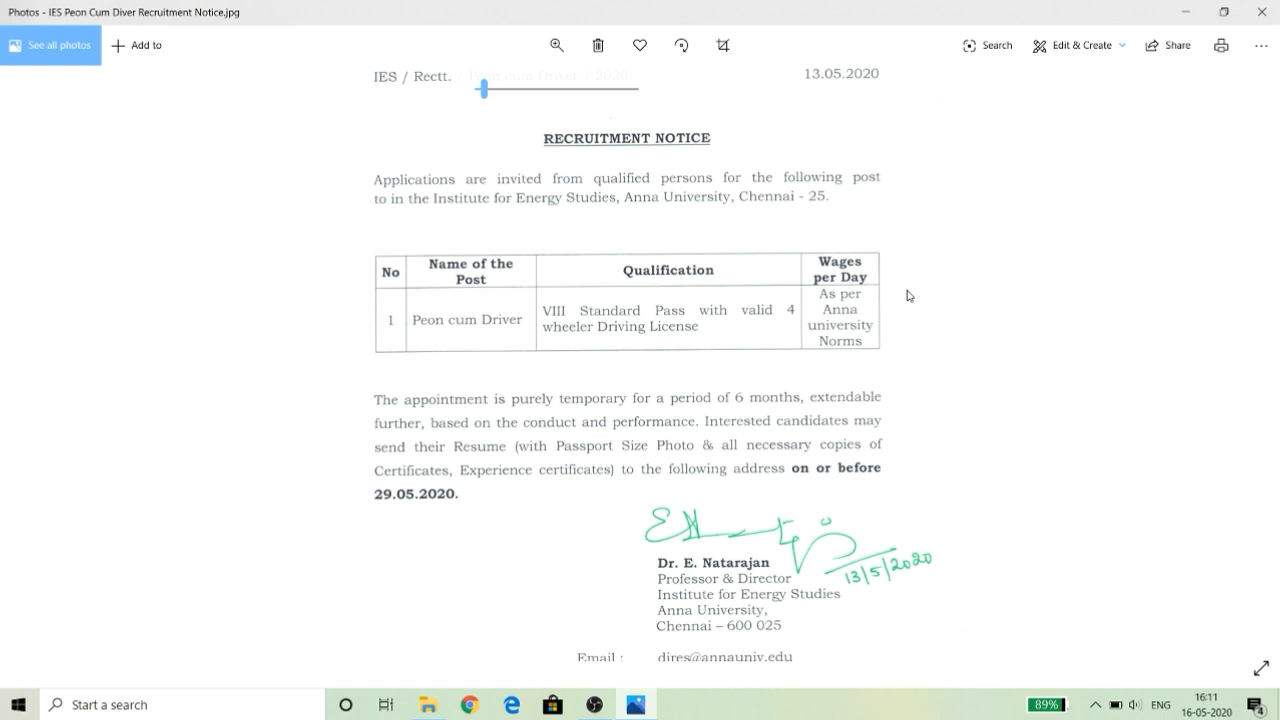 Photos - IES Peon Cum Diver Recruitment Notice.jpg
See all photos
Add to
Search
Edit & Create
Share
IES / Rectt. Peon cum Driver / 2020
13.05.2020
RECRUITMENT NOTICE
Applications are invited from qualified persons for the following post
to in the Institute for Energy Studies, Anna University, Chennai - 25.
No
Name of the
Post
Qualification
Wages
per Day
1
Peon cum Driver
VIII Standard Pass with valid 4
wheeler Driving License
As per
Anna
university
Norms
The appointment is purely temporary for a period of 6 months, extendable
further, based on the conduct and performance. Interested candidates may
send their Resume (with Passport Size Photo & all necessary copies of
Certificates, Experience certificates) to the following address on or before
29.05.2020.
13/5/2020
Dr. E. Natarajan
Professor & Director
Institute for Energy Studies
Anna University,
Chennai – 600 025
Email : dires@annauniv.edu
Start a search
89%
ENG
16:11
16-05-2020
4